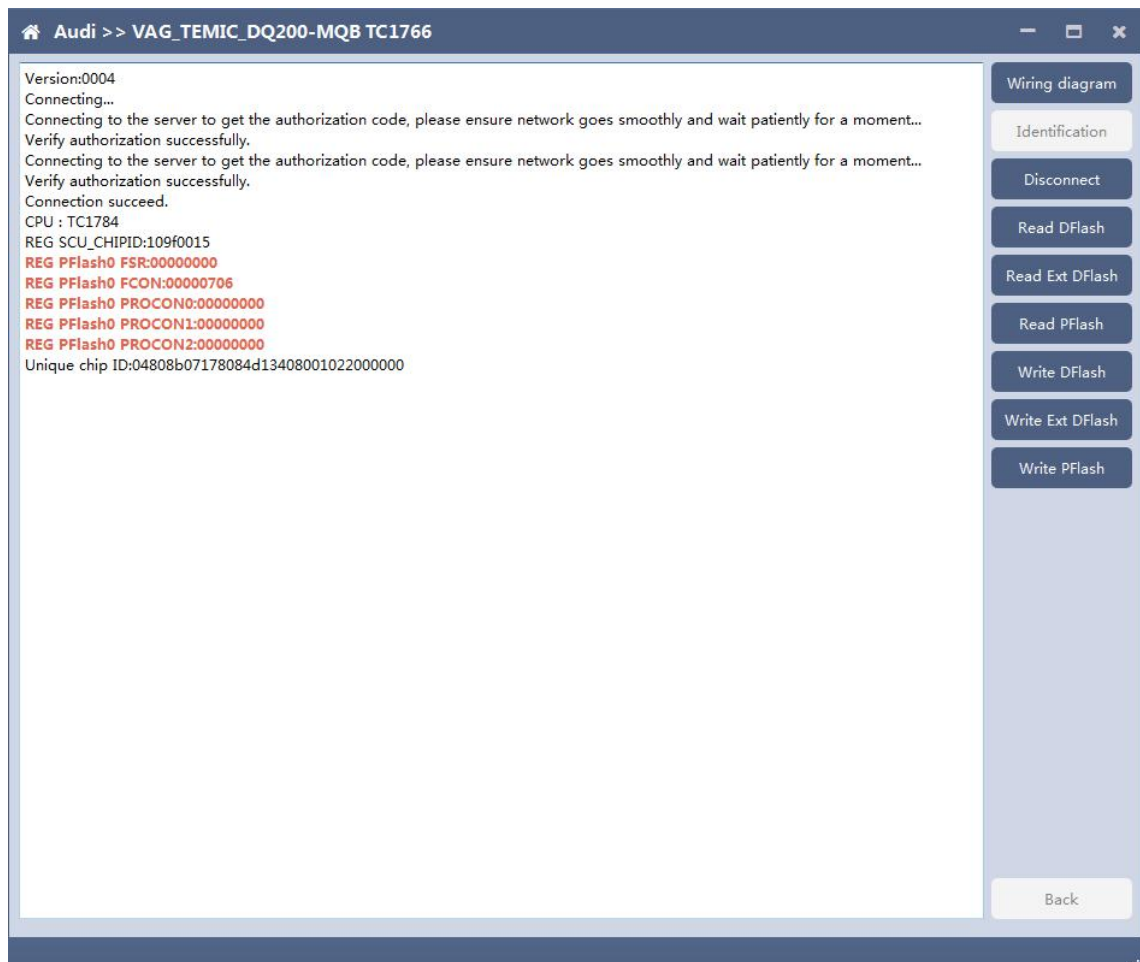 Audi >> VAG_TEMIC_DQ200-MQB TC1766
Version:0004
Connecting...
Connecting to the server to get the authorization code, please ensure network goes smoothly and wait patiently for a moment...
Verify authorization successfully.
Connecting to the server to get the authorization code, please ensure network goes smoothly and wait patiently for a moment...
Verify authorization successfully.
Connection succeed.
CPU : TC1784
REG SCU_CHIPID:109f0015
REG PFlash0 FSR:00000000
REG PFlash0 FCON:00000706
REG PFlash0 PROCON0:00000000
REG PFlash0 PROCON1:00000000
REG PFlash0 PROCON2:00000000
Unique chip ID:04808b07178084d13408001022000000
Wiring diagram
Identification
Disconnect
Read DFlash
Read Ext DFlash
Read PFlash
Write DFlash
Write Ext DFlash
Write PFlash
Back